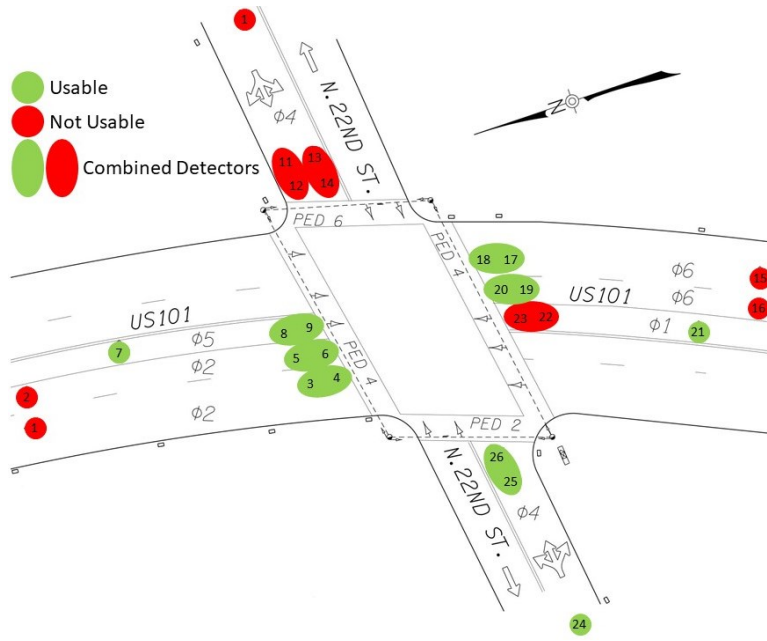 1
Usable
Not Usable
Combined Detectors
N.22ND ST.
φ4
11 13
12 14
N
PED 6
PED 4
18 17
20 19
23 22
φ6
φ6
US101
φ1
15
16
21
US101
φ5
φ2
φ2
7
8 9
5 6
3 4
2
1
PED 4
PED 2
N.22ND ST.
26
25
φ4
24